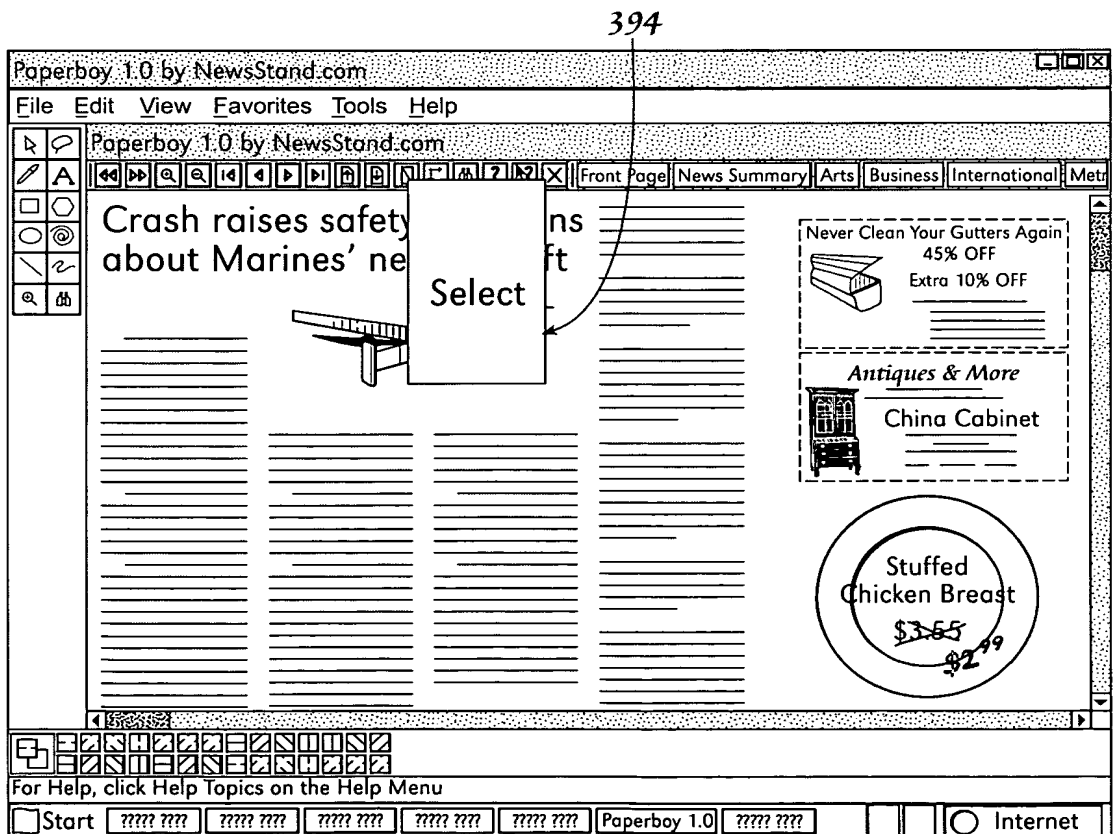 394
Paperboy 1.0 by NewsStand.com
File Edit View Favorites Tools Help
Paperboy 1.0 by NewsStand.com
A ? ? Front Page News Summary Arts Business International Metr
Crash raises safety ns
about Marines' ne ft
Select
Never Clean Your Gutters Again
45% OFF
Extra 10% OFF
Antiques & More
China Cabinet
Stuffed
Chicken Breast
$3.55
$2.99
For Help, click Help Topics on the Help Menu
Start ????? ???? ????? ???? ????? ???? ????? ???? ????? ???? Paperboy 1.0 ????? ???? Internet